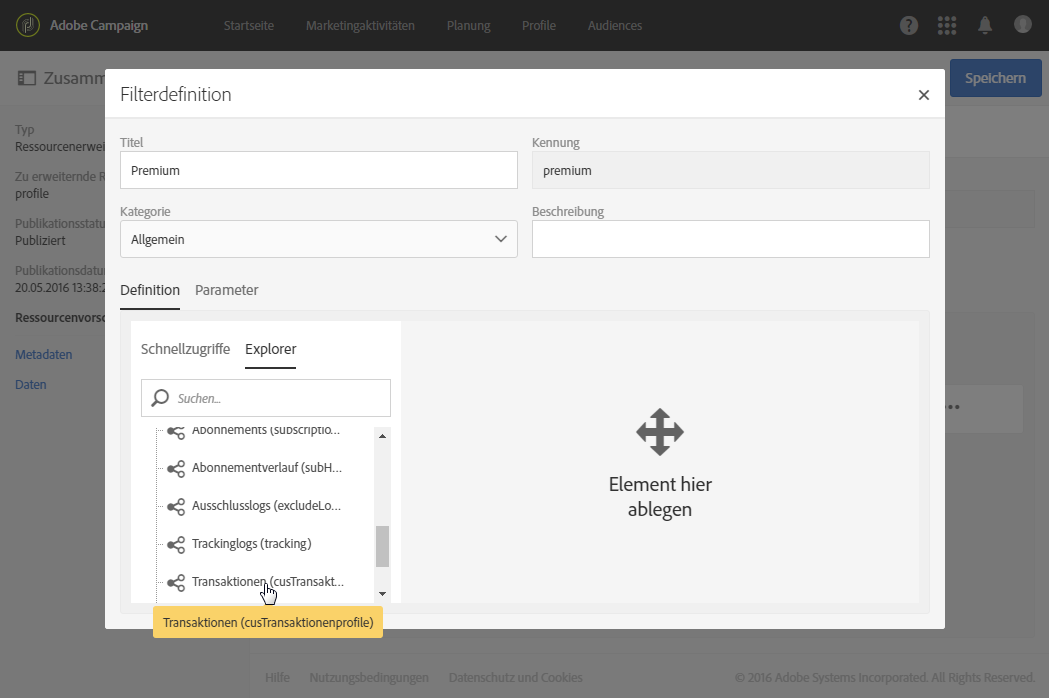 Adobe Campaign
Startseite
Marketingaktivitäten
Planung
Profile
Audiences
Zusamm
Speichern
Filterdefinition
Typ
Ressourcenerwei
Zu erweiternde R
profile
Publikationsstatu
Publiziert
Publikationsdatu
20.05.2016 13:38:2
Ressourcenvorsc
Metadaten
Daten
Titel
Premium
Kennung
premium
Kategorie
Allgemein
Beschreibung
Definition
Parameter
Schnellzugriffe
Explorer
Suchen...
Abonnements (subscriptio...
Abonnementverlauf (subH...
Ausschlusslogs (excludeLo...
Trackinglogs (tracking)
Transaktionen (cusTransakt...
Transaktionen (cusTransaktionenprofile)
Element hier
ablegen
Hilfe
Nutzungsbedingungen
Datenschutz und Cookies
© 2016 Adobe Systems Incorporated. All Rights Reserved.